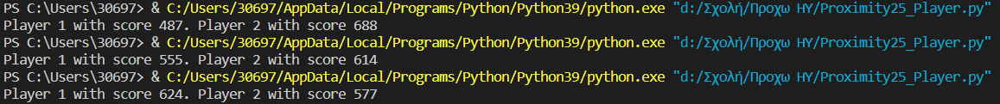 PS C:\Users\30697> & C:/Users/30697/AppData/Local/Programs/Python/Python39/python.exe "d:/Σχολή/Προχω ΗΥ/Proximity25_Player.py"
Player 1 with score 487. Player 2 with score 688
PS C:\Users\30697> & C:/Users/30697/AppData/Local/Programs/Python/Python39/python.exe "d:/Σχολή/Προχω ΗΥ/Proximity25_Player.py"
Player 1 with score 555. Player 2 with score 614
PS C:\Users\30697> & C:/Users/30697/AppData/Local/Programs/Python/Python39/python.exe "d:/Σχολή/Προχω ΗΥ/Proximity25_Player.py"
Player 1 with score 624. Player 2 with score 577